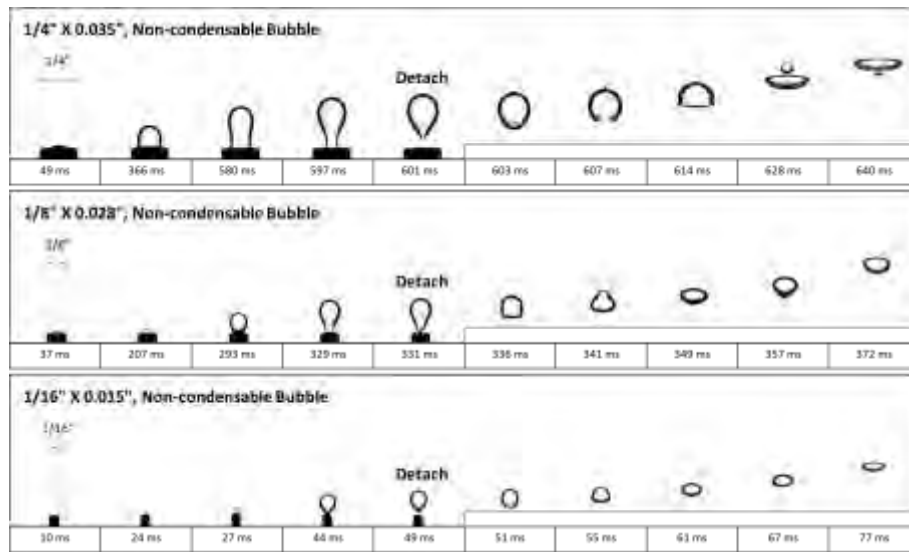 1/4" X 0.035", Non-condensable Bubble
1/4"
Detach
49 ms 366 ms 580 ms 597 ms 601 ms 603 ms 607 ms 614 ms 628 ms 640 ms
1/8" X 0.028", Non-condensable Bubble
1/8"
Detach
37 ms 207 ms 293 ms 329 ms 331 ms 336 ms 341 ms 349 ms 357 ms 372 ms
1/16" X 0.015", Non-condensable Bubble
1/16"
Detach
10 ms 24 ms 27 ms 44 ms 49 ms 51 ms 55 ms 61 ms 67 ms 77 ms